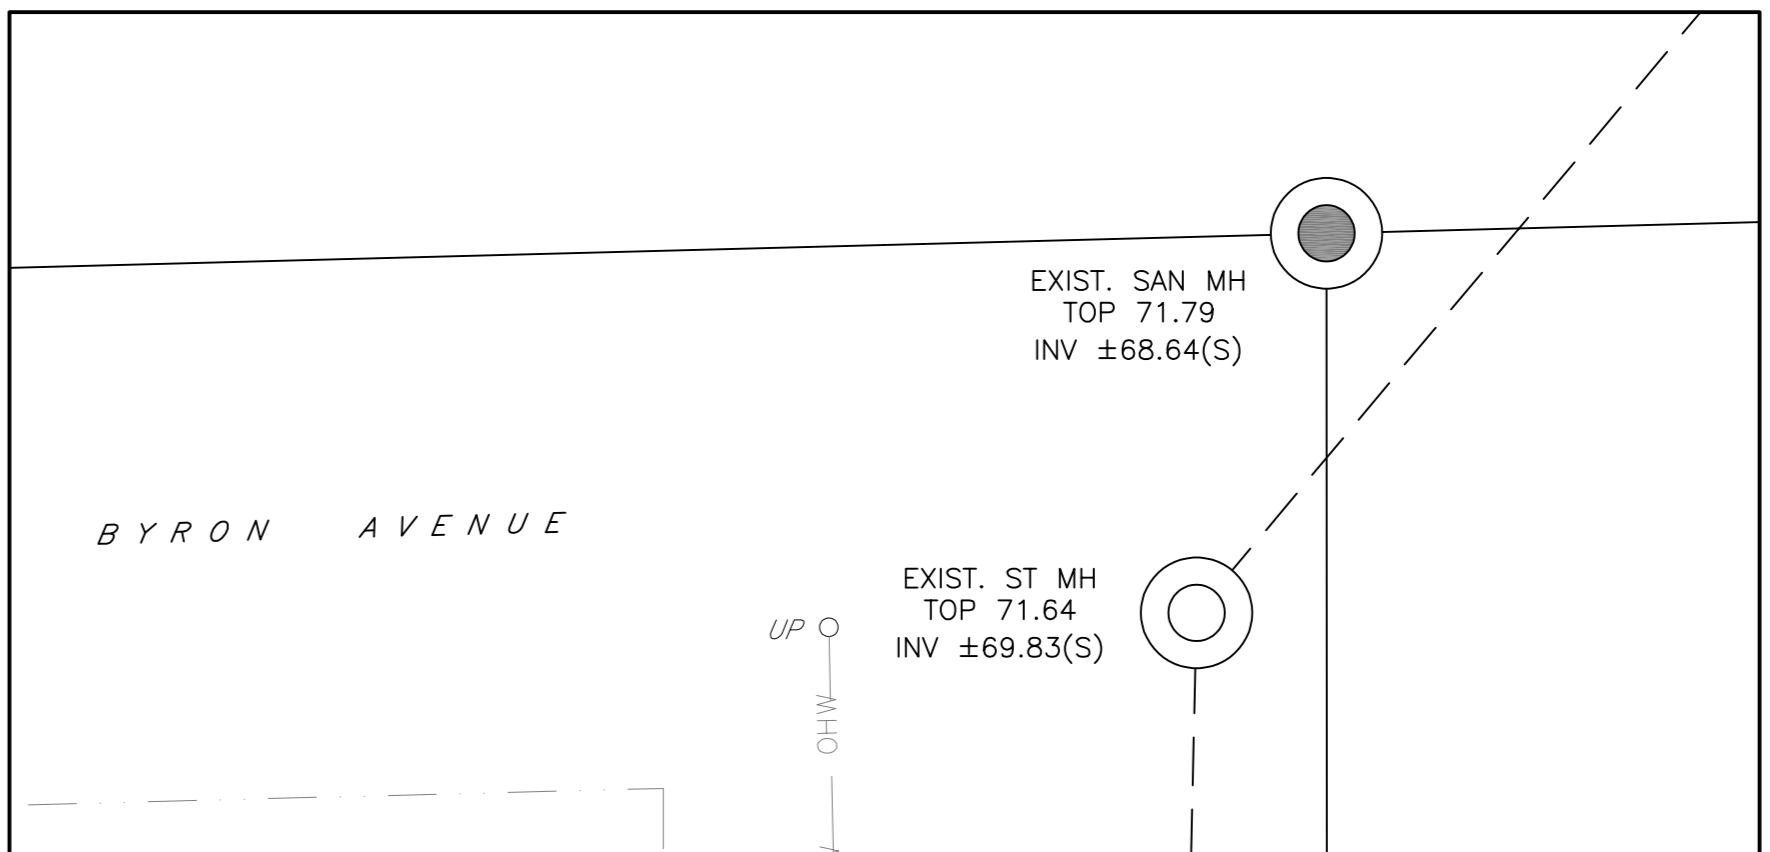 EXIST. SAN MH
TOP 71.79
INV ±68.64(S)
BYRON AVENUE
EXIST. ST MH
TOP 71.64
INV ±69.83(S)
UP
OHW